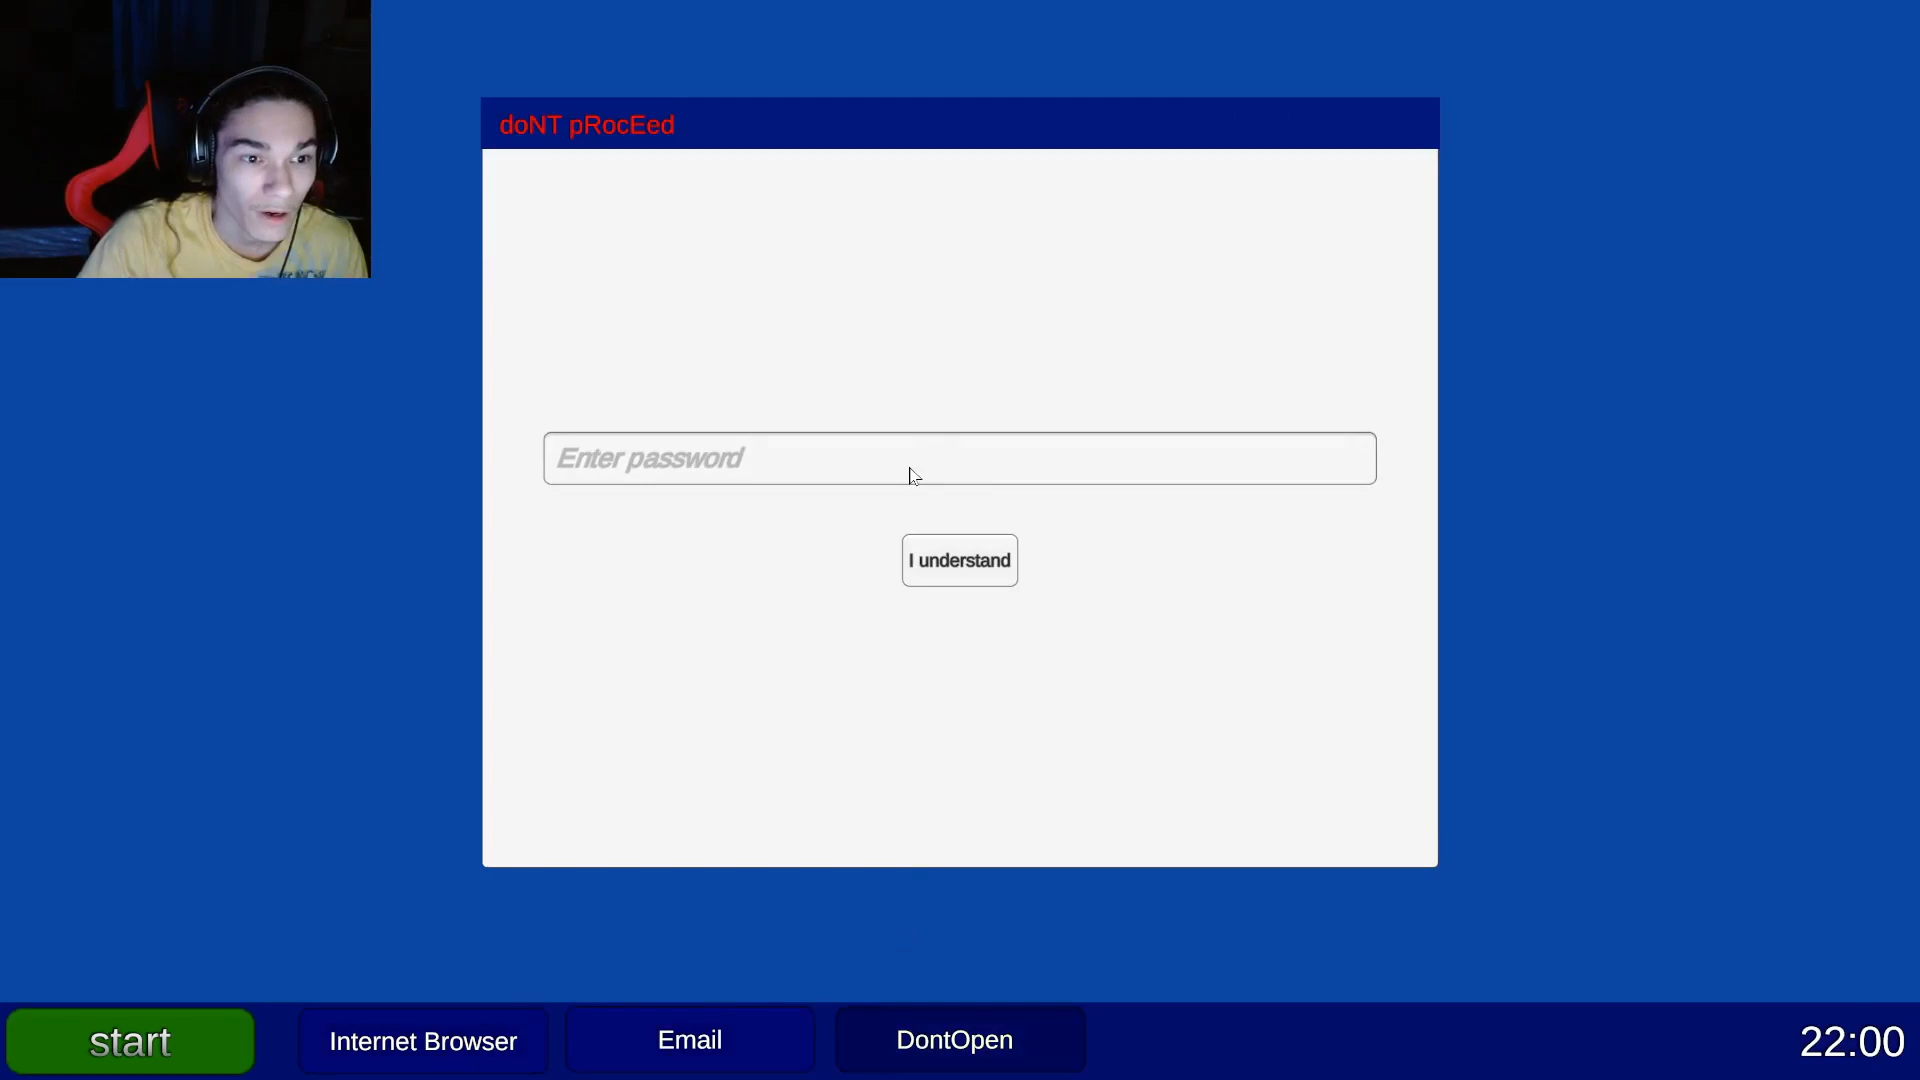 doNT pRocEed
Enter password
I understand
start
Internet Browser
Email
DontOpen
22:00